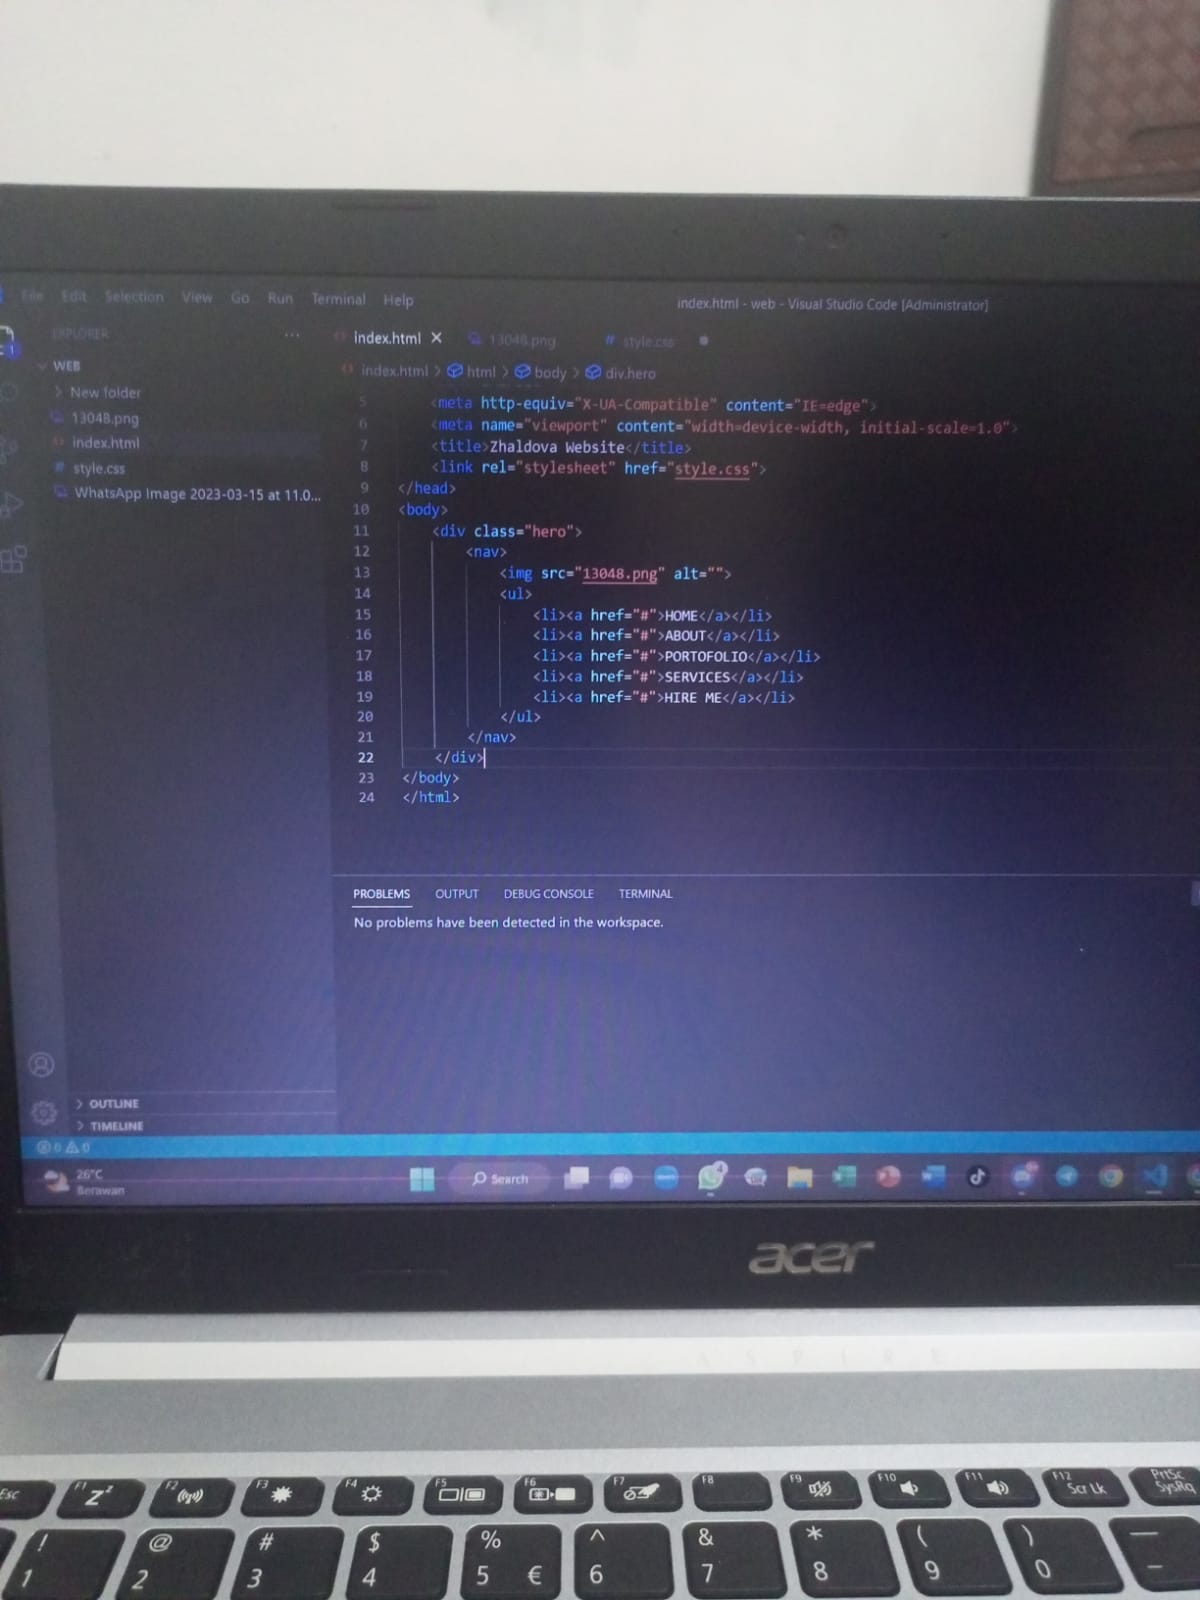 File Edit Selection View Go Run Terminal Help
index.html - web - Visual Studio Code [Administrator]
EXPLORER ...
index.html 13048.png # style.css
WEB
index.html > html > body > div.hero
New folder
13048.png
index.html
# style.css
WhatsApp Image 2023-03-15 at 11.0...
5 <meta http-equiv="X-UA-Compatible" content="IE=edge">
6 <meta name="viewport" content="width=device-width, initial-scale=1.0">
7 <title>Zhaldova Website</title>
8 <link rel="stylesheet" href="style.css">
9 </head>
10 <body>
11 <div class="hero">
12 <nav>
13 <img src="13048.png" alt="">
14 <ul>
15 <li><a href="#">HOME</a></li>
16 <li><a href="#">ABOUT</a></li>
17 <li><a href="#">PORTOFOLIO</a></li>
18 <li><a href="#">SERVICES</a></li>
19 <li><a href="#">HIRE ME</a></li>
20 </ul>
21 </nav>
22 </div>
23 </body>
24 </html>
PROBLEMS OUTPUT DEBUG CONSOLE TERMINAL
No problems have been detected in the workspace.
OUTLINE
TIMELINE
0 0
26°C
Berawan
Search
acer
ASPIRE
Esc F1 Zz F2 F3 F4 F5 F6 F7 F8 F9 F10 F11 F12 Scr Lk PrtSc SysRq
! 1 @ 2 # 3 $ 4 % 5 € ^ 6 & 7 * 8 ( 9 ) 0 _ -